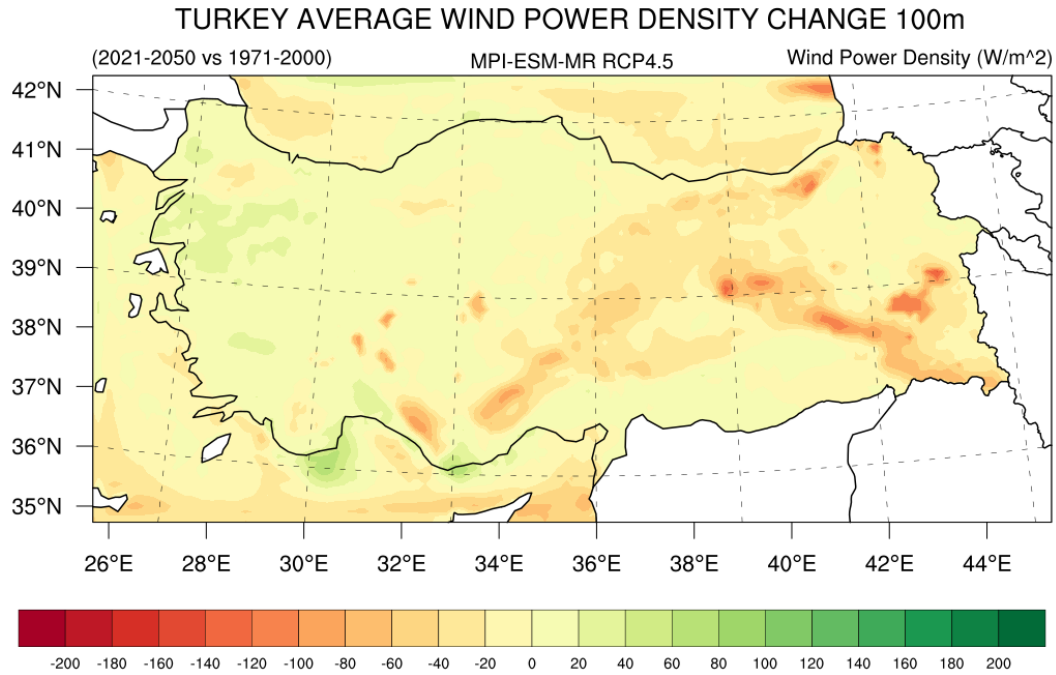 TURKEY AVERAGE WIND POWER DENSITY CHANGE 100m
(2021-2050 vs 1971-2000) MPI-ESM-MR RCP4.5 Wind Power Density (W/m^2)
42°N
41°N
40°N
39°N
38°N
37°N
36°N
35°N
26°E 28°E 30°E 32°E 34°E 36°E 38°E 40°E 42°E 44°E
-200 -180 -160 -140 -120 -100 -80 -60 -40 -20 0 20 40 60 80 100 120 140 160 180 200